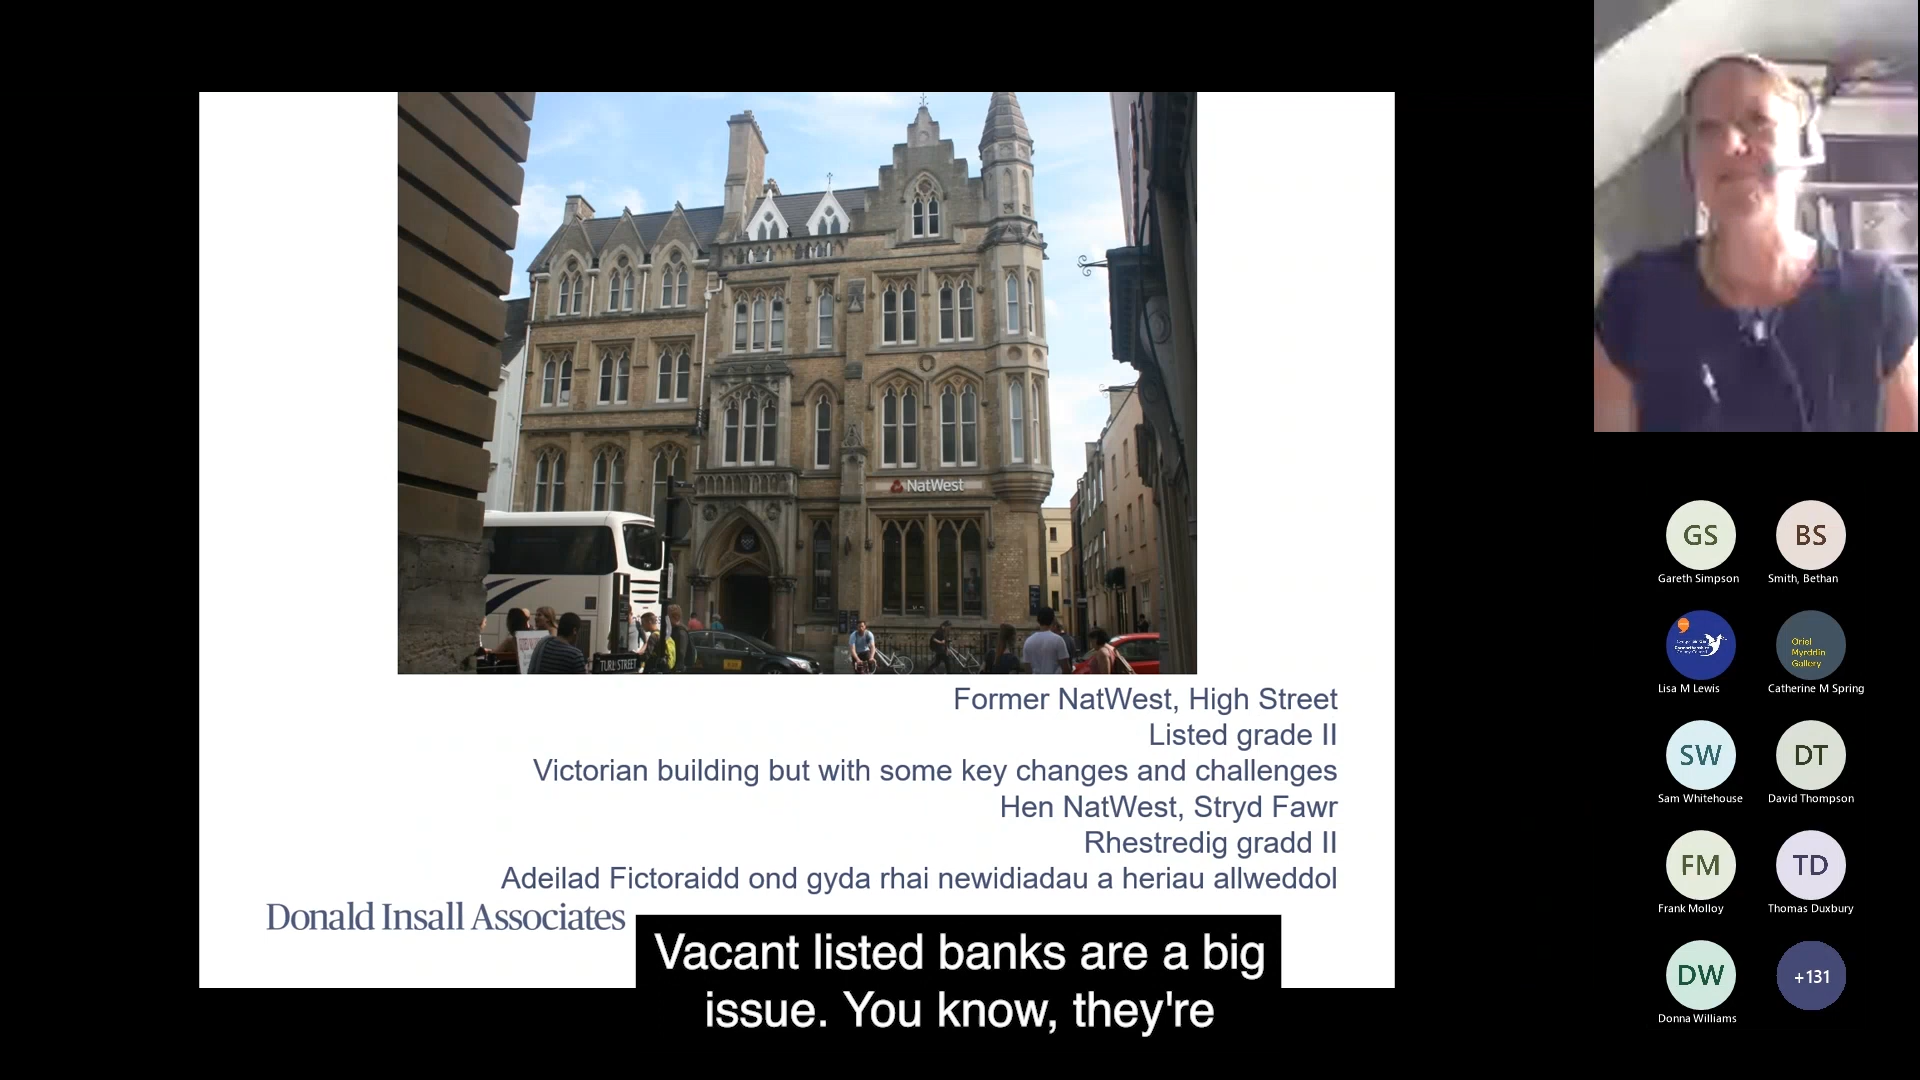 NatWest
TURL STREET
Former NatWest, High Street
Listed grade II
Victorian building but with some key changes and challenges
Hen NatWest, Stryd Fawr
Rhestredig gradd II
Adeilad Fictoraidd ond gyda rhai newidiadau a heriau allweddol
Donald Insall Associates
Vacant listed banks are a big
issue. You know, they're
GS
BS
Gareth Simpson
Smith, Bethan
Oriel
Myrddin
Gallery
Lisa M Lewis
Catherine M Spring
SW
DT
Sam Whitehouse
David Thompson
FM
TD
Frank Molloy
Thomas Duxbury
DW
+131
Donna Williams